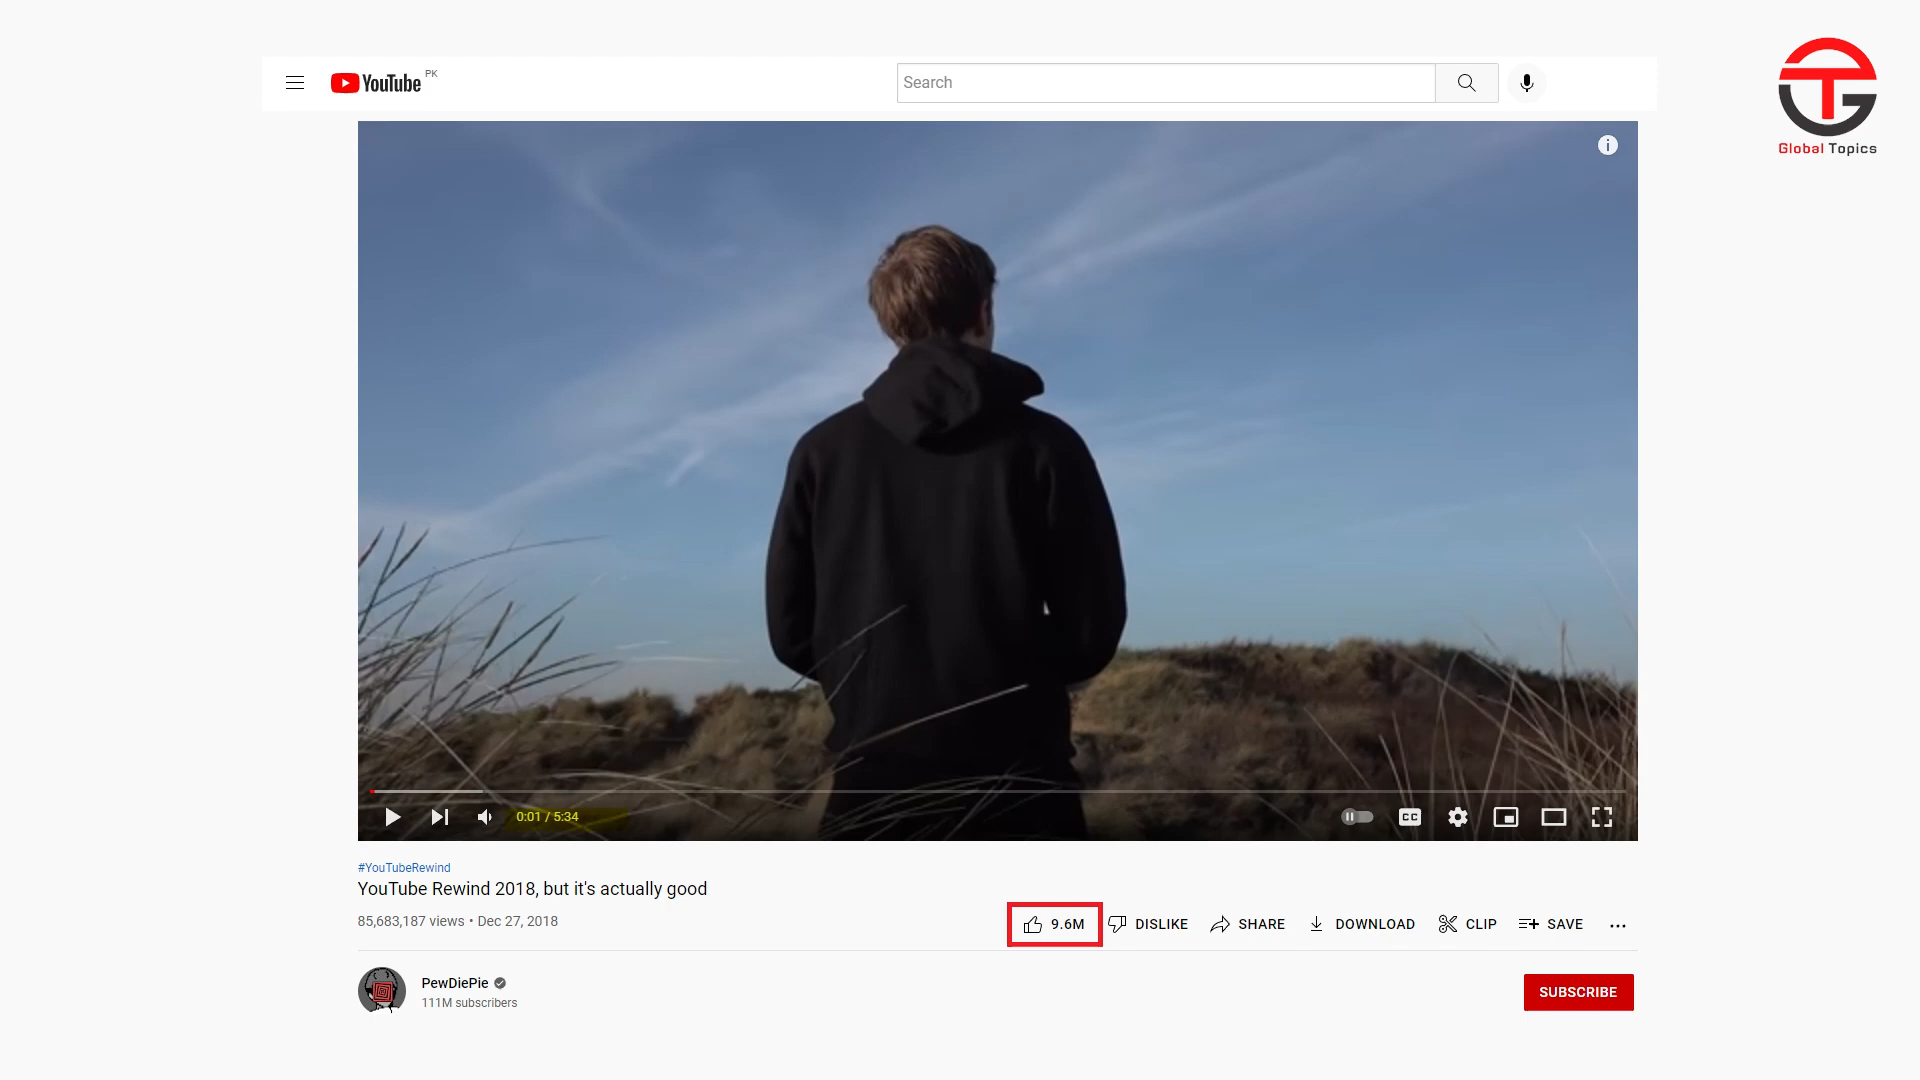 YouTube PK
Search
Global Topics
0:01 / 5:34
CC
#YouTubeRewind
YouTube Rewind 2018, but it's actually good
85,683,187 views • Dec 27, 2018
9.6M DISLIKE SHARE DOWNLOAD CLIP SAVE ...
PewDiePie
111M subscribers
SUBSCRIBE